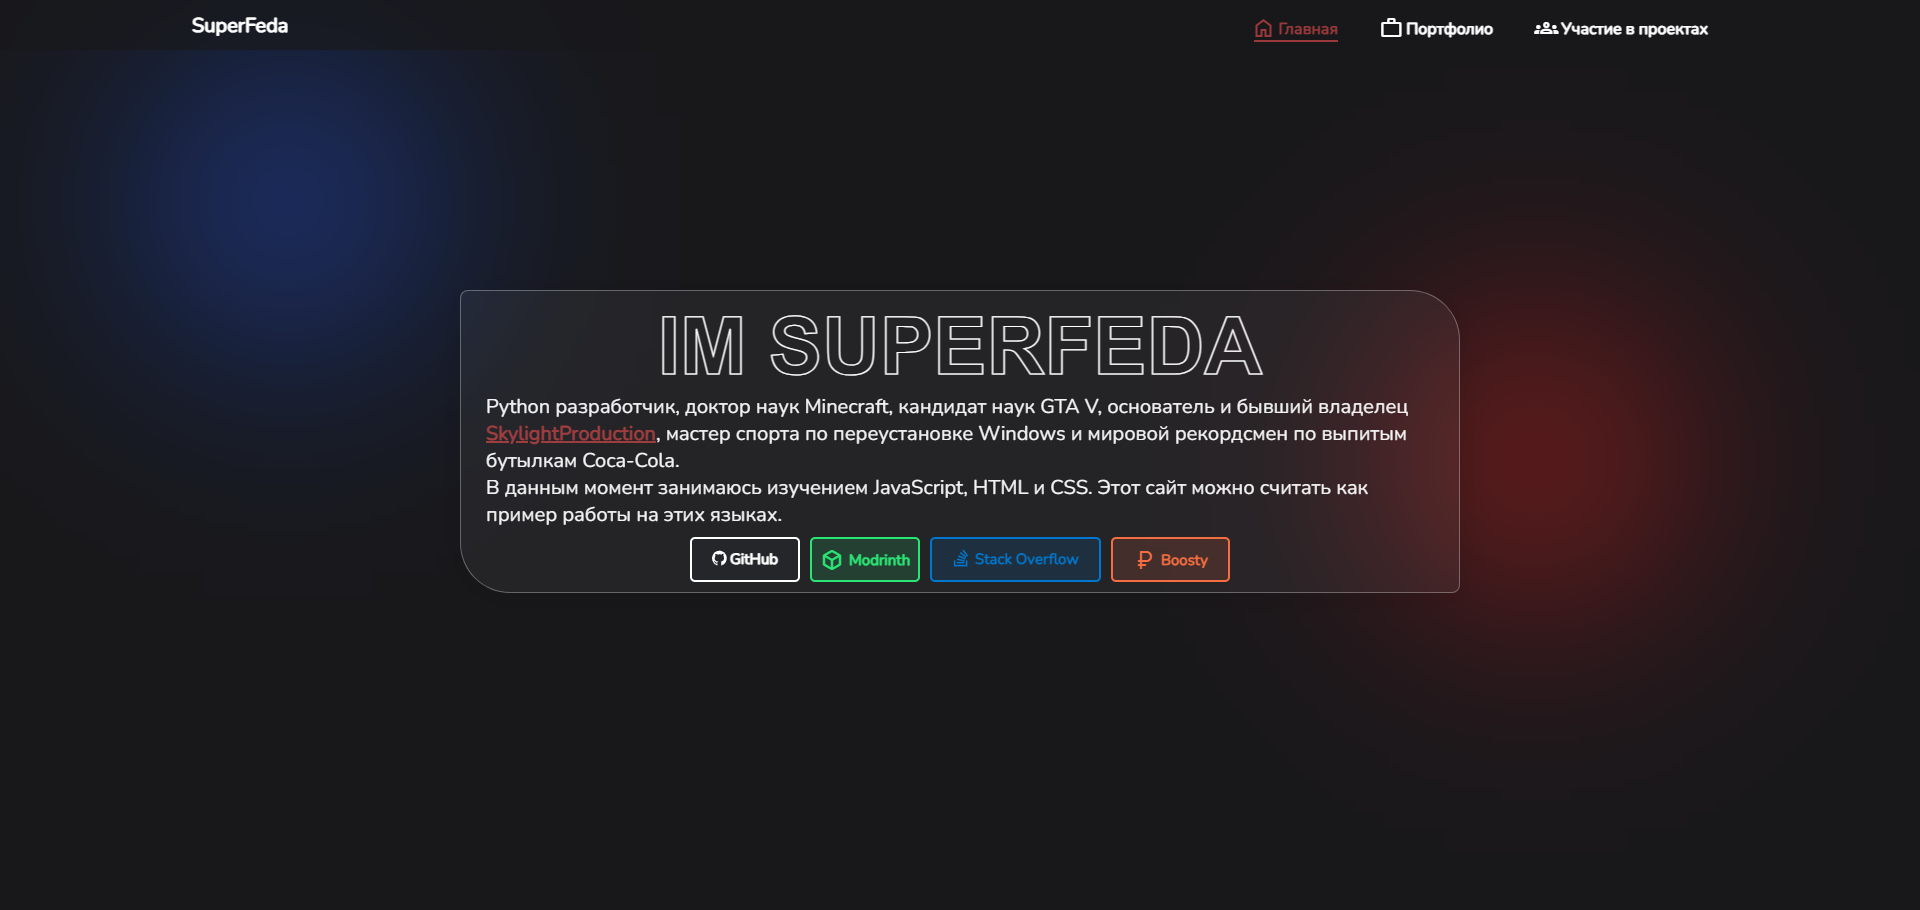 SuperFeda
Главная
Портфолио
Участие в проектах
IM SUPERFEDA
Python разработчик, доктор наук Minecraft, кандидат наук GTA V, основатель и бывший владелец
SkylightProduction, мастер спорта по переустановке Windows и мировой рекордсмен по выпитым
бутылкам Coca-Cola.
В данным момент занимаюсь изучением JavaScript, HTML и CSS. Этот сайт можно считать как
пример работы на этих языках.
GitHub
Modrinth
Stack Overflow
Boosty